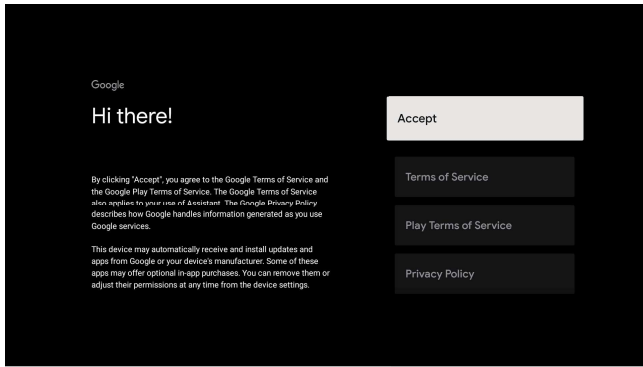 Google
Hi there!
By clicking "Accept", you agree to the Google Terms of Service and
the Google Play Terms of Service. The Google Terms of Service
also applies to your use of Assistant. The Google Privacy Policy
describes how Google handles information generated as you use
Google services.
This device may automatically receive and install updates and
apps from Google or your device's manufacturer. Some of these
apps may offer optional in-app purchases. You can remove them or
adjust their permissions at any time from the device settings.
Accept
Terms of Service
Play Terms of Service
Privacy Policy